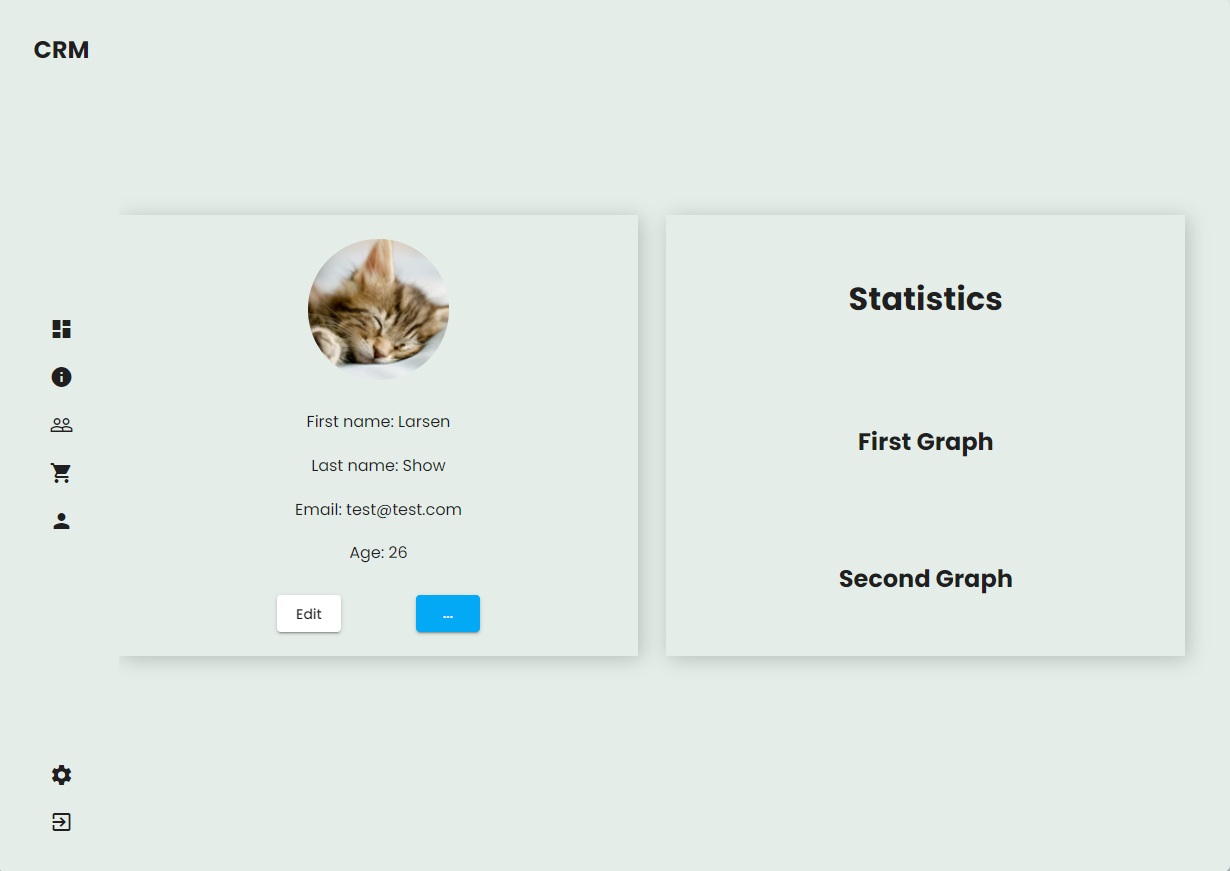 CRM
First name: Larsen
Last name: Show
Email: test@test.com
Age: 26
Edit
...
Statistics
First Graph
Second Graph